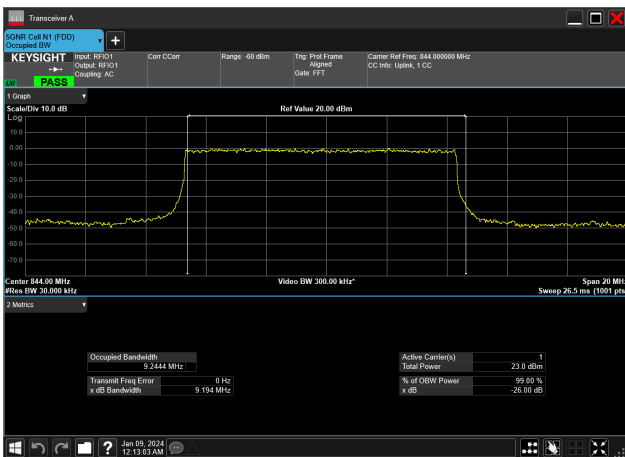 Transceiver A
5GNR Cell N1 (FDD)
Occupied BW
KEYSIGHT
LV
PASS
Input: RFIO1
Output: RFIO1
Coupling: AC
Corr CCorr
Range: -60 dBm
Trig: Prot Frame
Aligned
Gate: FFT
Carrier Ref Freq: 844.000000 MHz
CC Info: Uplink, 1 CC
1 Graph
Scale/Div 10.0 dB
Ref Value 20.00 dBm
Log
10.0
0.00
-10.0
-20.0
-30.0
-40.0
-50.0
-60.0
-70.0
Center 844.00 MHz
Video BW 300.00 kHz*
Span 20 MHz
#Res BW 30.000 kHz
Sweep 26.5 ms (1001 pts
2 Metrics
Occupied Bandwidth
9.2444 MHz
Transmit Freq Error 0 Hz
x dB Bandwidth 9.194 MHz
Active Carrier(s) 1
Total Power 23.0 dBm
% of OBW Power 99.00 %
x dB -26.00 dB
Jan 09, 2024
12:13:03 AM